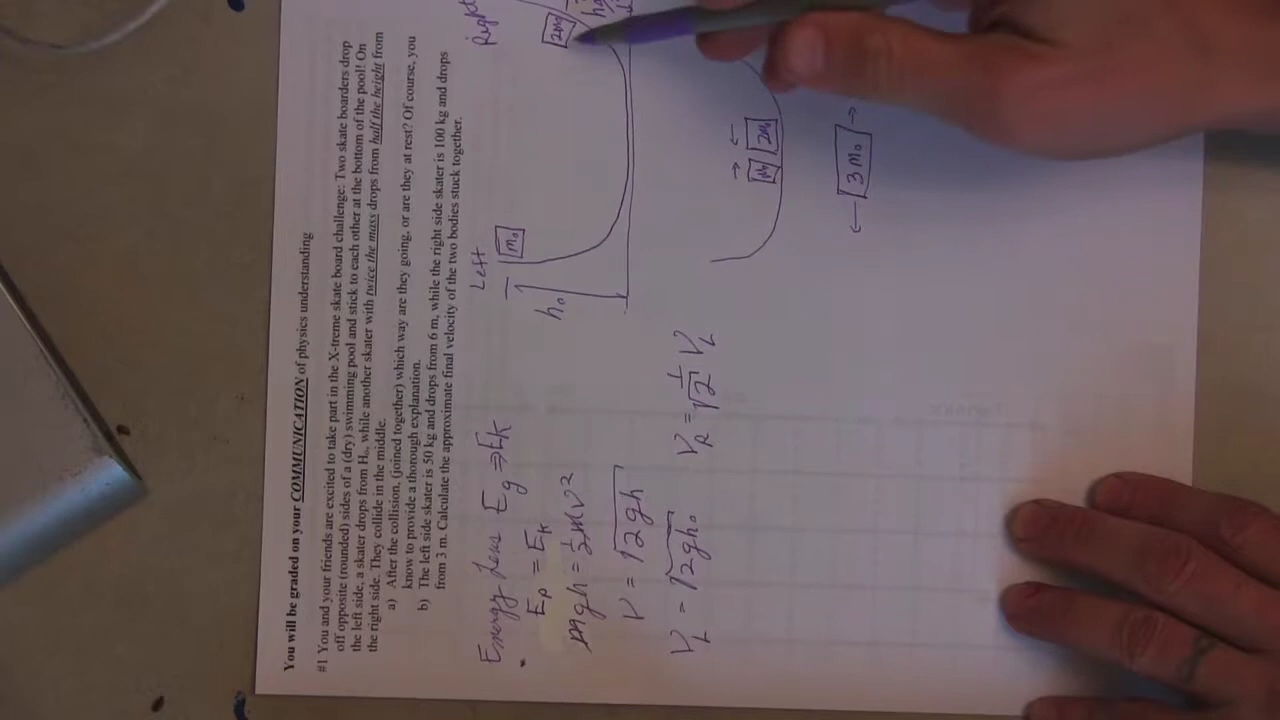 You will be graded on your COMMUNICATION of physics understanding
#1 You and your friends are excited to take part in the X-treme skate board challenge: Two skate boarders drop
off opposite (rounded) sides of a (dry) swimming pool and stick to each other at the bottom of the pool! On
the left side, a skater drops from Ho, while another skater with twice the mass drops from half the height from
the right side. They collide in the middle.
a) After the collision, (joined together) which way are they going, or are they at rest? Of course, you
know to provide a thorough explanation.
b) The left side skater is 50 kg and drops from 6 m, while the right side skater is 100 kg and drops
from 3 m. Calculate the approximate final velocity of the two bodies stuck together.
Left
Right
m₀
2m₀
h₀
Energy Lens Eg ⇒ Ek
Ep = Ek
mgh = ½mv²
V = √2gh
V_L = √2gh₀
V_R = 1/√2 V_L
→ ←
m₀ 2m₀
← 3m₀ →